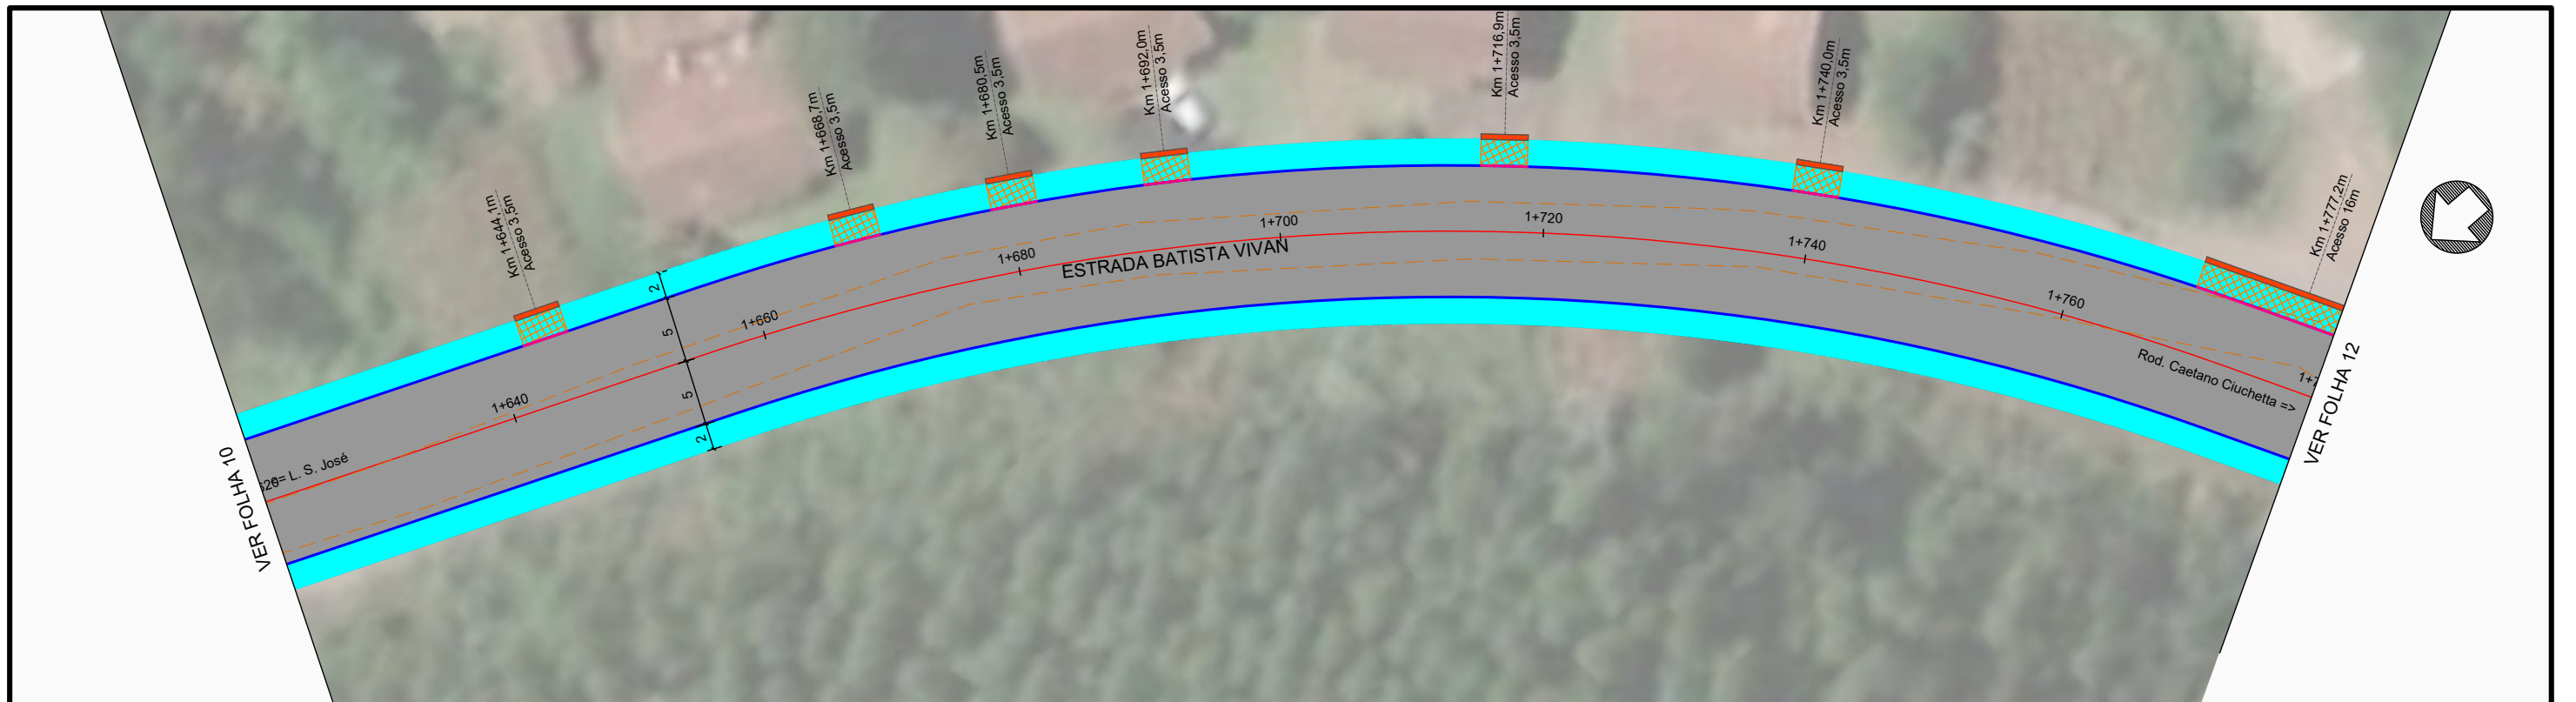 Km 1+644,1m
Acesso 3,5m
Km 1+668,7m
Acesso 3,5m
Km 1+680,5m
Acesso 3,5m
Km 1+692,0m
Acesso 3,5m
Km 1+716,9m
Acesso 3,5m
Km 1+740,0m
Acesso 3,5m
Km 1+777,2m
Acesso 16m
1+640
1+660
1+680
1+700
1+720
1+740
1+760
1+7
2
5
5
2
ESTRADA BATISTA VIVAN
<= L. S. José
Rod. Caetano Ciuchetta =>
VER FOLHA 10
VER FOLHA 12